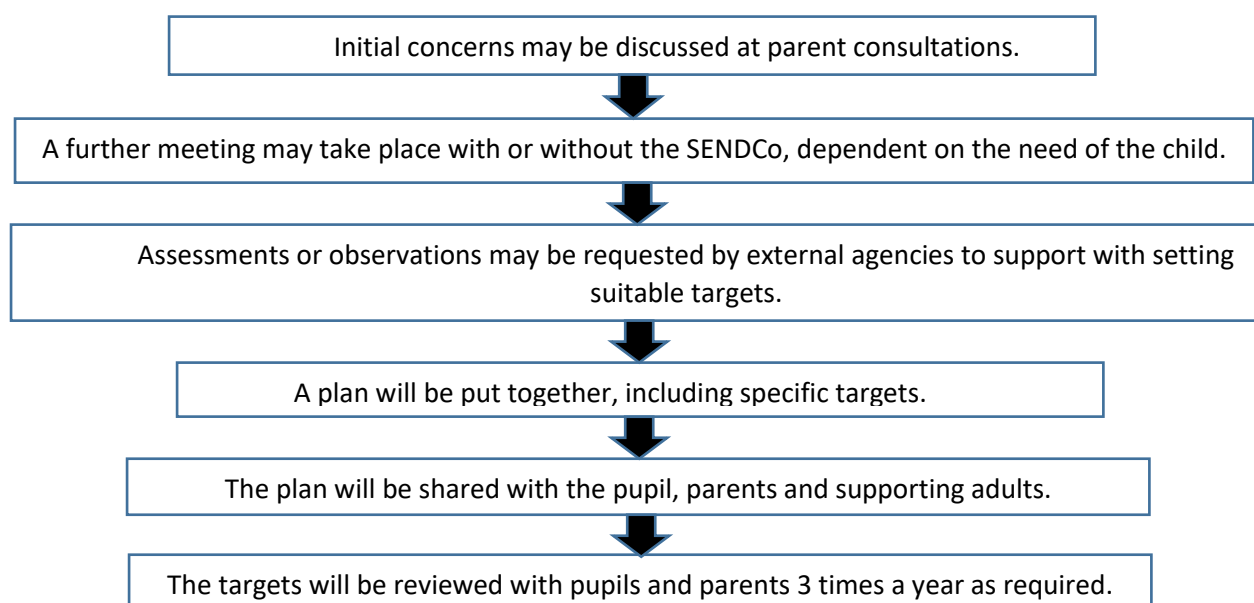 Initial concerns may be discussed at parent consultations.
A further meeting may take place with or without the SENDCo, dependent on the need of the child.
Assessments or observations may be requested by external agencies to support with setting
suitable targets.
A plan will be put together, including specific targets.
The plan will be shared with the pupil, parents and supporting adults.
The targets will be reviewed with pupils and parents 3 times a year as required.